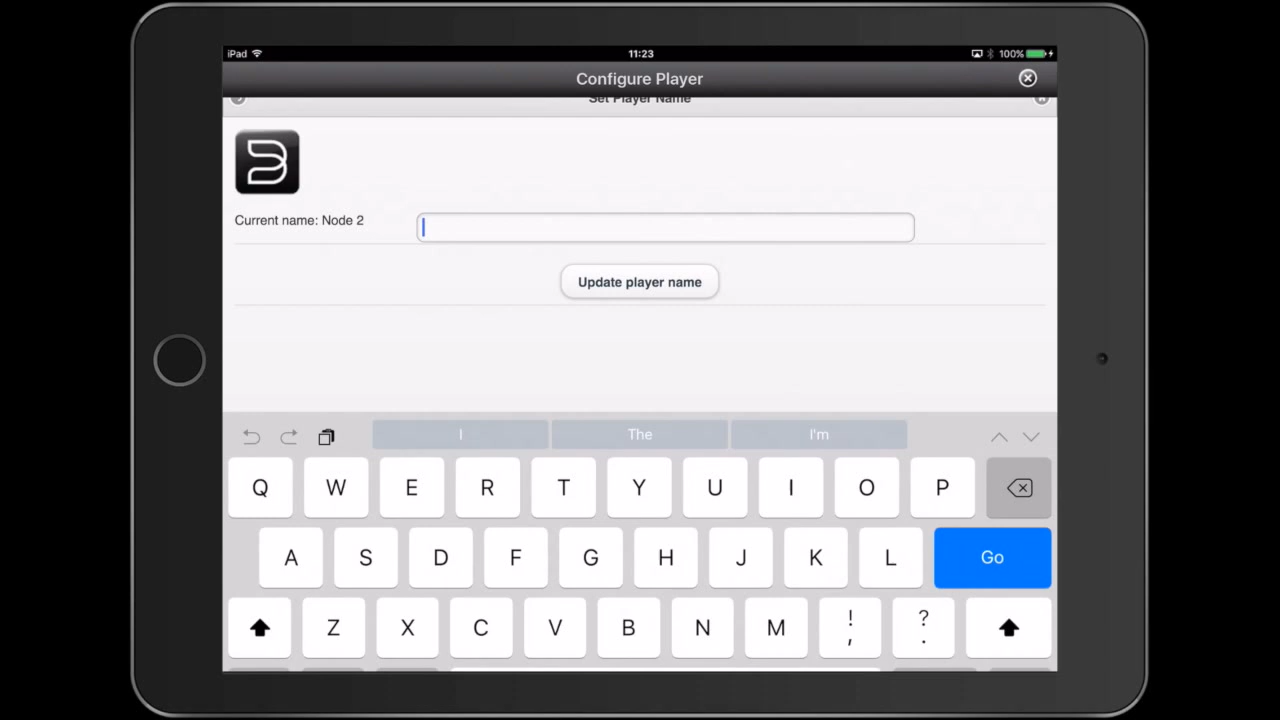 iPad 11:23 100%
Configure Player
Set Player Name
Current name: Node 2
Update player name
I The I'm
Q W E R T Y U I O P
A S D F G H J K L Go
Z X C V B N M ! , ? .